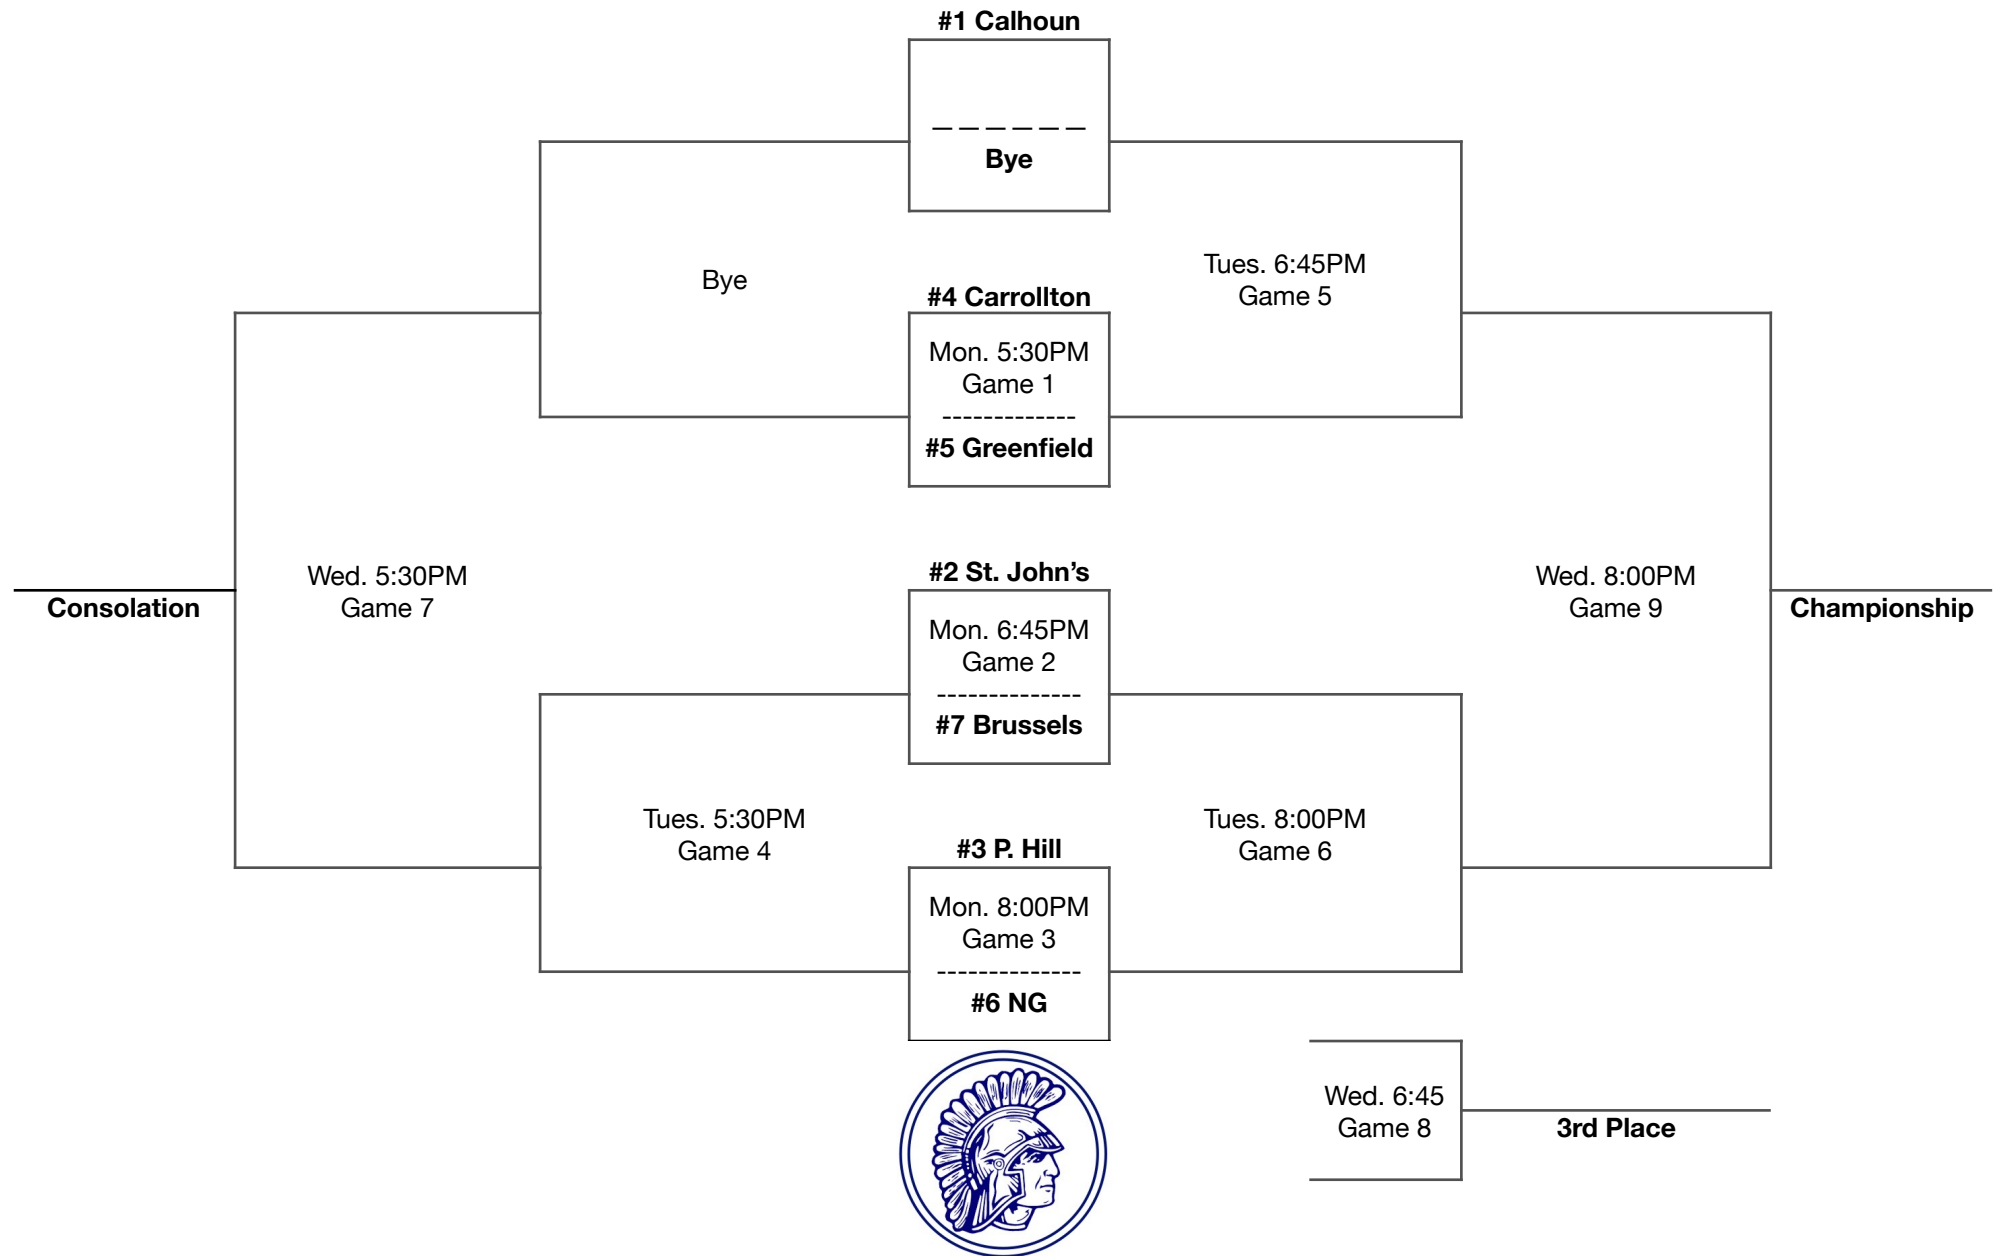 #1 Calhoun
Bye
Bye
Tues. 6:45PM
Game 5
#4 Carrollton
Mon. 5:30PM
Game 1
#5 Greenfield
Wed. 5:30PM
Game 7
Consolation
#2 St. John’s
Mon. 6:45PM
Game 2
#7 Brussels
Wed. 8:00PM
Game 9
Championship
Tues. 5:30PM
Game 4
Tues. 8:00PM
Game 6
#3 P. Hill
Mon. 8:00PM
Game 3
#6 NG
Wed. 6:45
Game 8
3rd Place